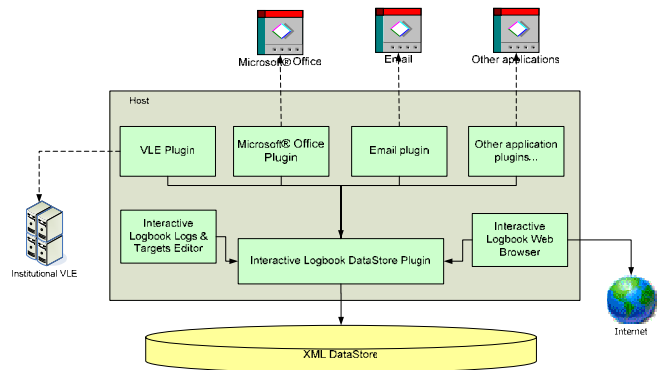 Microsoft® Office
Email
Other applications
Host
VLE Plugin
Microsoft® Office
Plugin
Email plugin
Other application
plugins...
Interactive
Logbook Logs &
Targets Editor
Interactive Logbook DataStore Plugin
Interactive
Logbook Web
Browser
Institutional VLE
Internet
XML DataStore